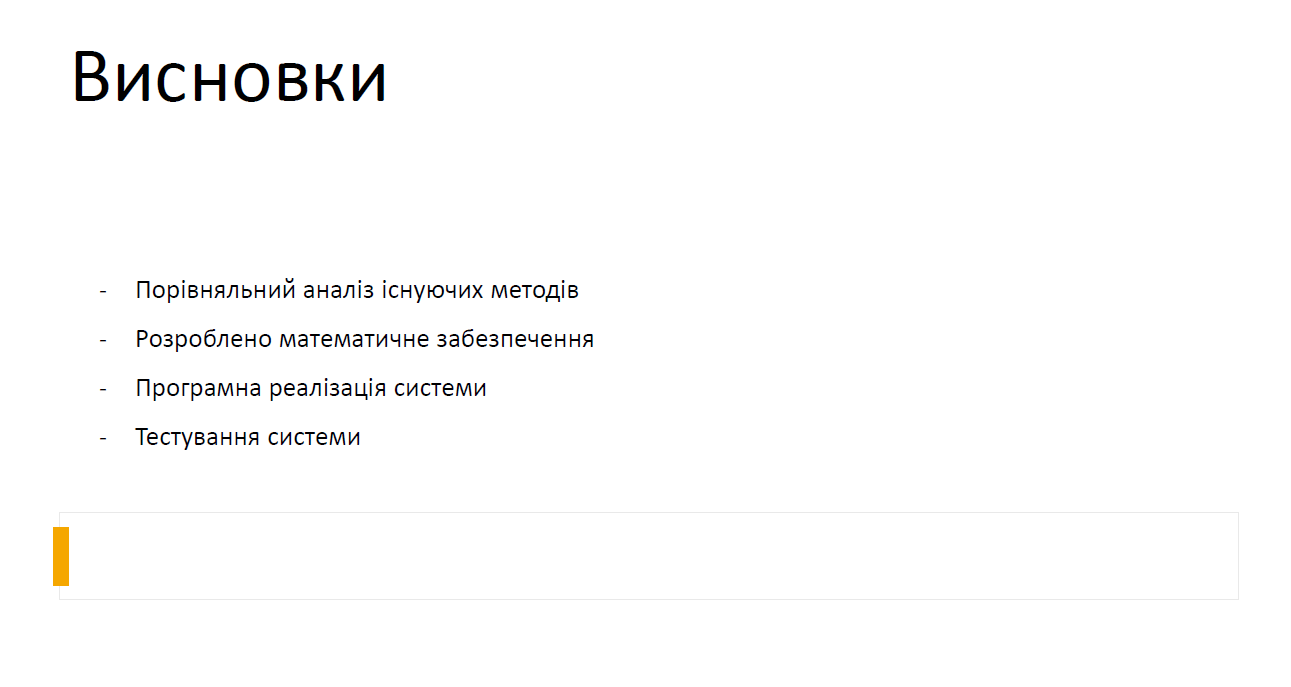 Висновки
- Порівняльний аналіз існуючих методів
- Розроблено математичне забезпечення
- Програмна реалізація системи
- Тестування системи